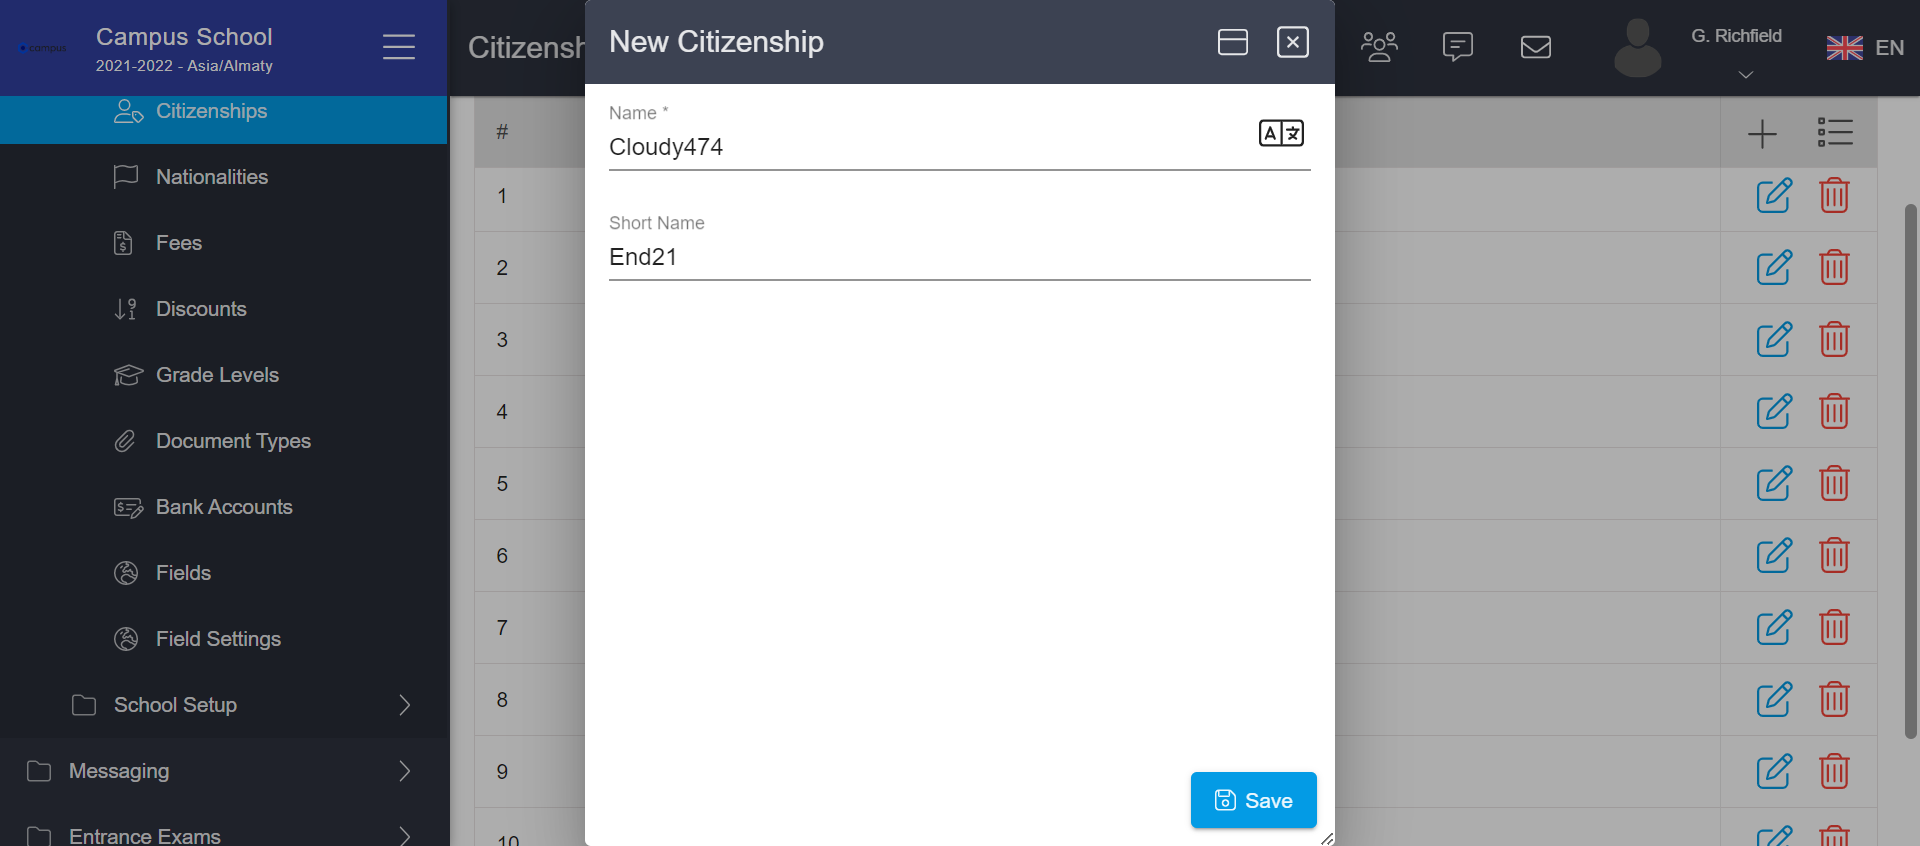 campus
Campus School
2021-2022 - Asia/Almaty
Citizensh
New Citizenship
G. Richfield
EN
Citizenships
Nationalities
Fees
Discounts
Grade Levels
Document Types
Bank Accounts
Fields
Field Settings
School Setup
Messaging
Entrance Exams
#
1
2
3
4
5
6
7
8
9
10
Name *
Cloudy474
Short Name
End21
Save